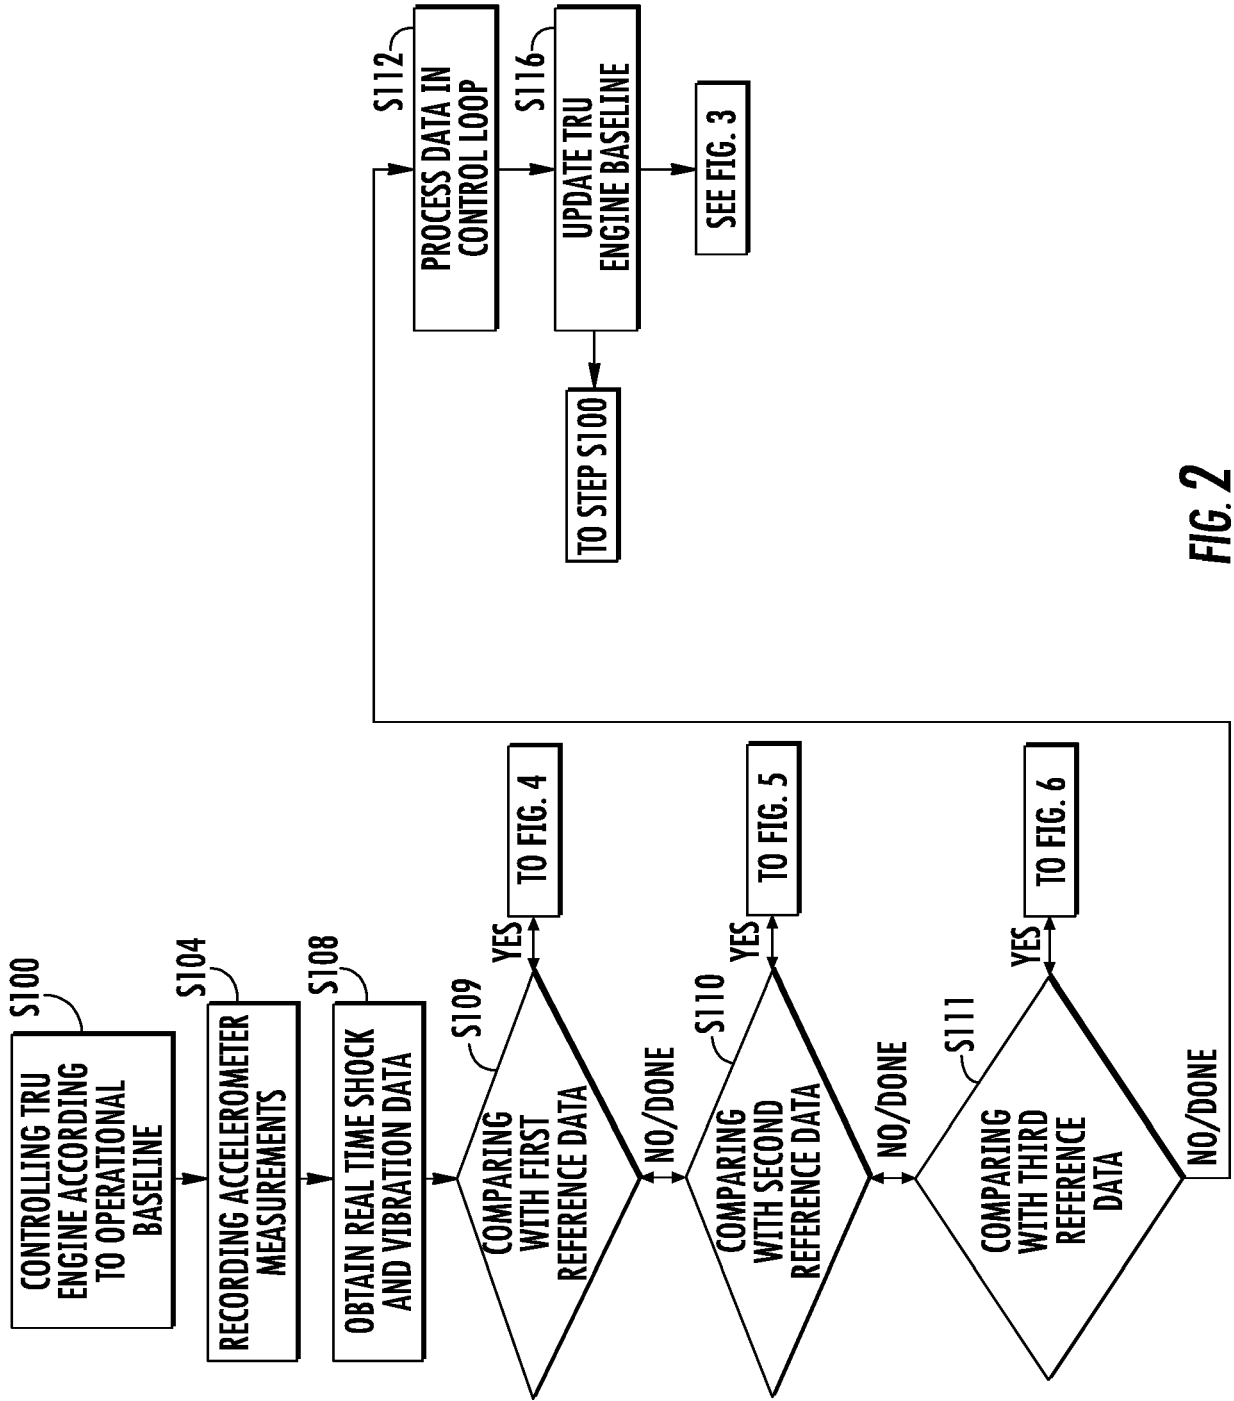 S100
CONTROLLING TRU
ENGINE ACCORDING
TO OPERATIONAL
BASELINE
S104
RECORDING ACCELEROMETER
MEASUREMENTS
S108
OBTAIN REAL TIME SHOCK
AND VIBRATION DATA
S109
COMPARING
WITH FIRST
REFERENCE DATA
YES
TO FIG. 4
NO/DONE
S110
COMPARING
WITH SECOND
REFERENCE DATA
YES
TO FIG. 5
NO/DONE
S111
COMPARING
WITH THIRD
REFERENCE
DATA
YES
TO FIG. 6
NO/DONE
S112
PROCESS DATA IN
CONTROL LOOP
S116
UPDATE TRU
ENGINE BASELINE
TO STEP S100
SEE FIG. 3
FIG. 2